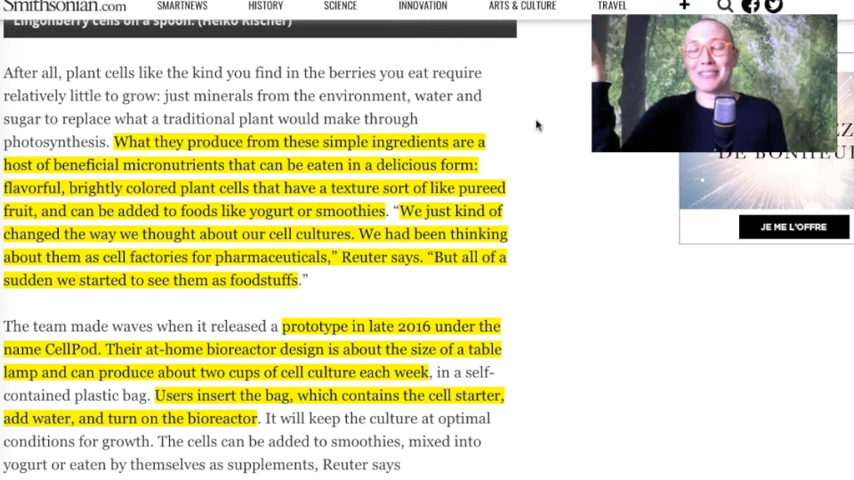 Smithsonian.com SMARTNEWS HISTORY SCIENCE INNOVATION ARTS & CULTURE TRAVEL
Lingonberry cells on a spoon. (Heiko Rischer)
After all, plant cells like the kind you find in the berries you eat require
relatively little to grow: just minerals from the environment, water and
sugar to replace what a traditional plant would make through
photosynthesis. What they produce from these simple ingredients are a
host of beneficial micronutrients that can be eaten in a delicious form:
flavorful, brightly colored plant cells that have a texture sort of like pureed
fruit, and can be added to foods like yogurt or smoothies. “We just kind of
changed the way we thought about our cell cultures. We had been thinking
about them as cell factories for pharmaceuticals,” Reuter says. “But all of a
sudden we started to see them as foodstuffs.”
The team made waves when it released a prototype in late 2016 under the
name CellPod. Their at-home bioreactor design is about the size of a table
lamp and can produce about two cups of cell culture each week, in a self-
contained plastic bag. Users insert the bag, which contains the cell starter,
add water, and turn on the bioreactor. It will keep the culture at optimal
conditions for growth. The cells can be added to smoothies, mixed into
yogurt or eaten by themselves as supplements, Reuter says
DE BONHEUR
JE ME L'OFFRE